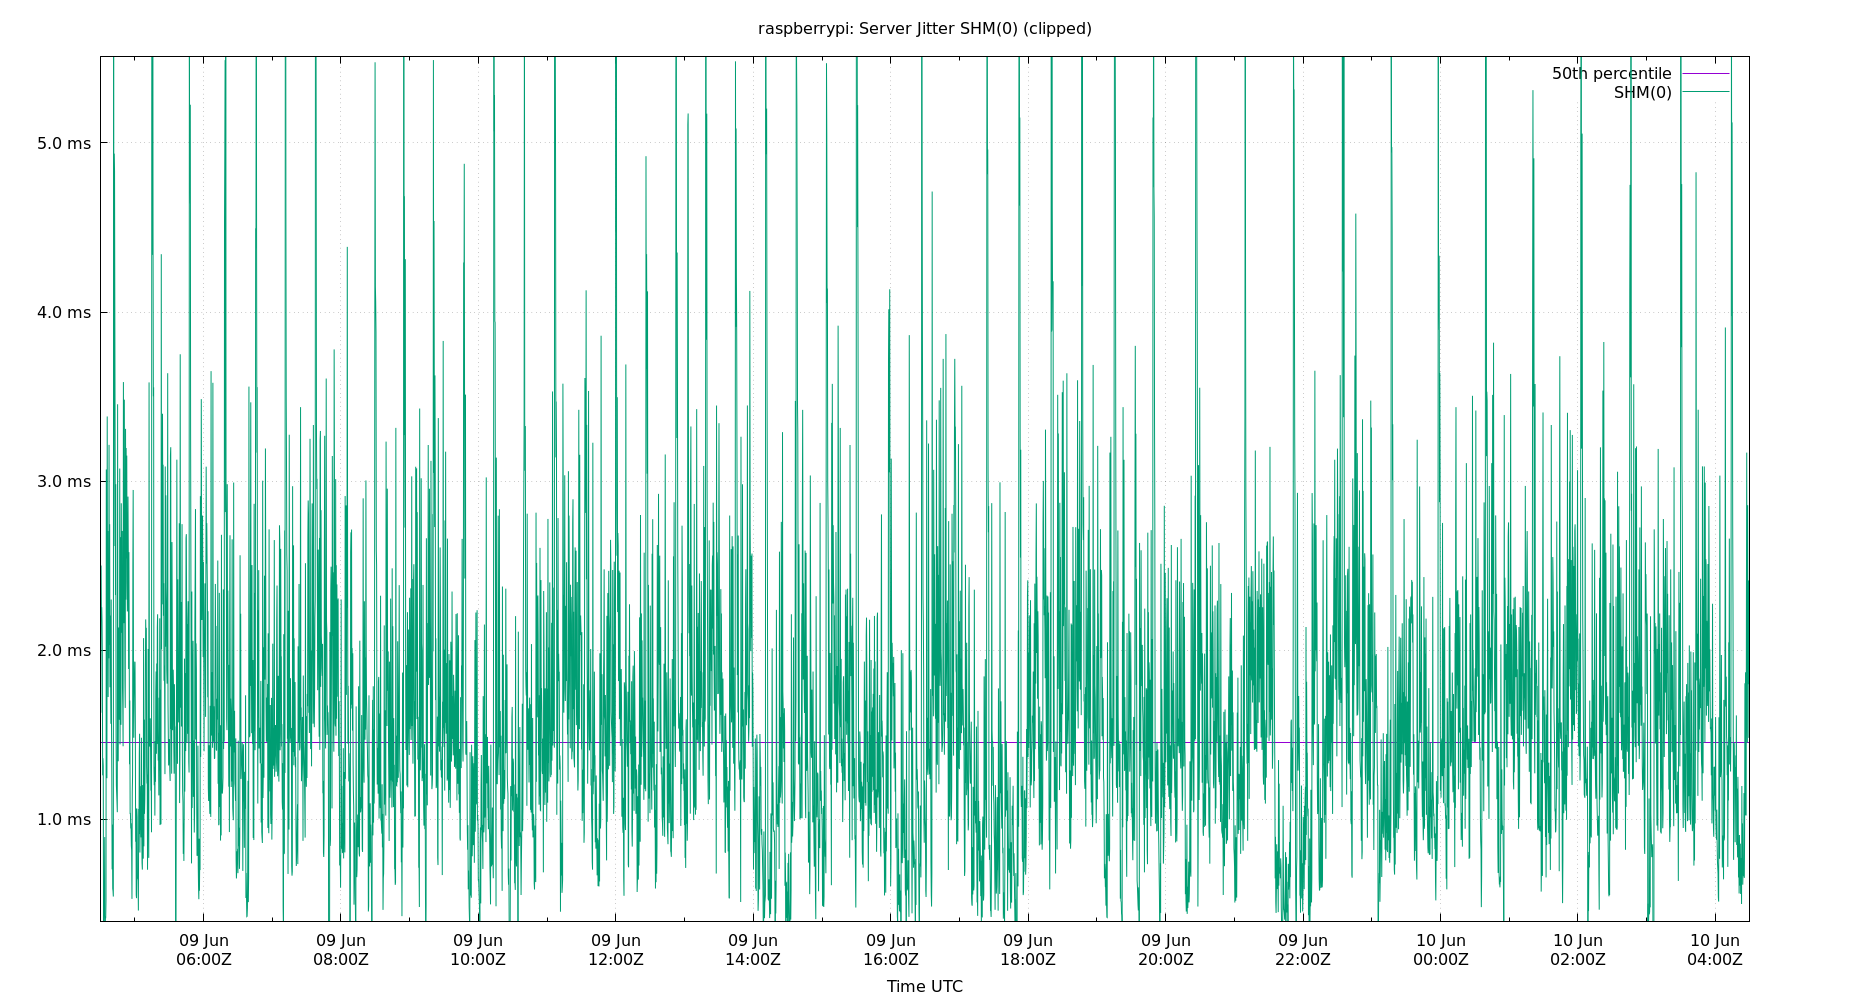 raspberrypi: Server Jitter SHM(0) (clipped)
50th percentile
SHM(0)
5.0 ms
4.0 ms
3.0 ms
2.0 ms
1.0 ms
09 Jun 09 Jun 09 Jun 09 Jun 09 Jun 09 Jun 09 Jun 09 Jun 09 Jun 10 Jun 10 Jun 10 Jun
06:00Z 08:00Z 10:00Z 12:00Z 14:00Z 16:00Z 18:00Z 20:00Z 22:00Z 00:00Z 02:00Z 04:00Z
Time UTC